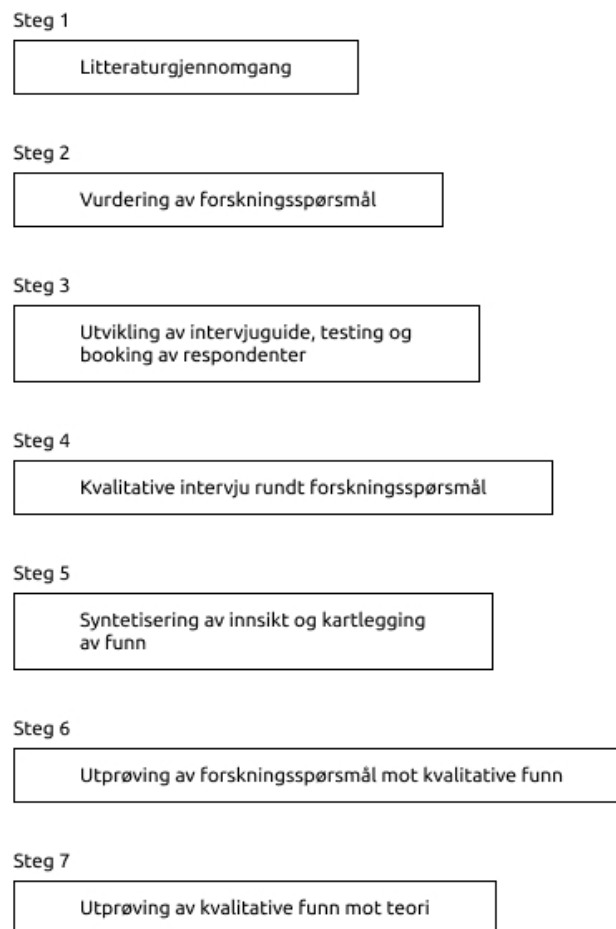 Steg 1
Litteraturgjennomgang
Steg 2
Vurdering av forskningsspørsmål
Steg 3
Utvikling av intervjuguide, testing og
booking av respondenter
Steg 4
Kvalitative intervju rundt forskningsspørsmål
Steg 5
Syntetisering av innsikt og kartlegging
av funn
Steg 6
Utprøving av forskningsspørsmål mot kvalitative funn
Steg 7
Utprøving av kvalitative funn mot teori